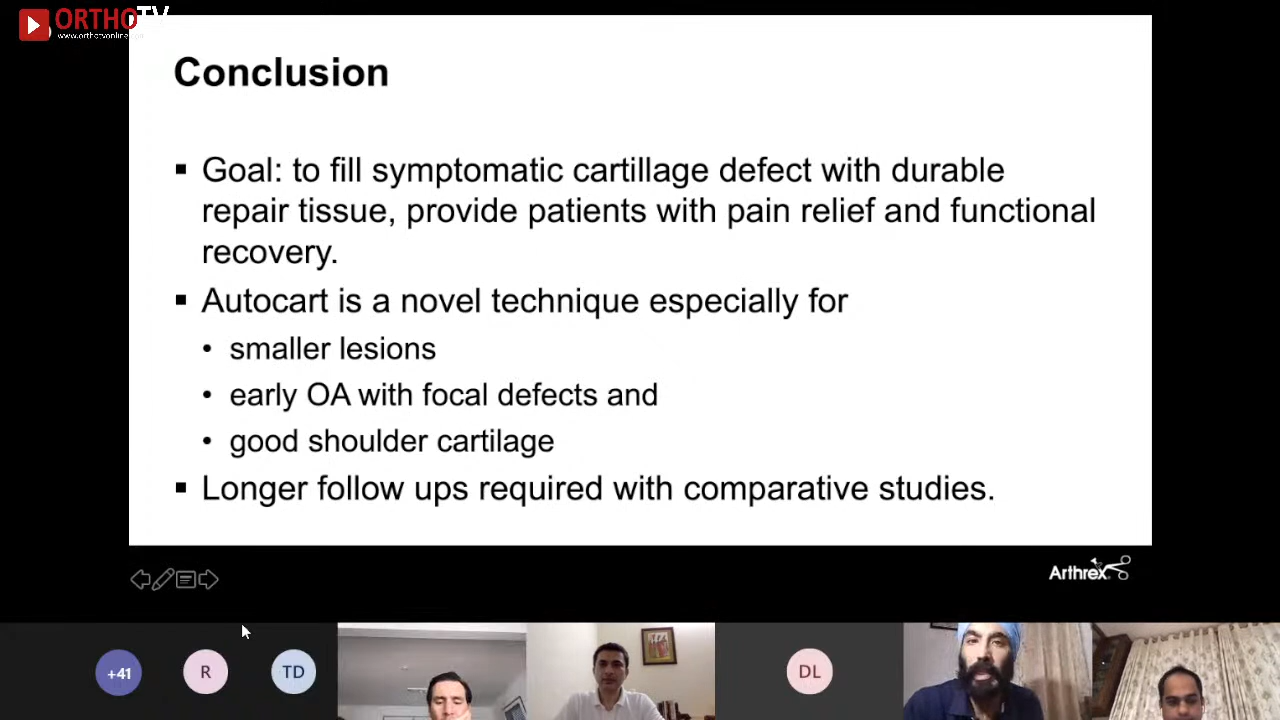 ORTHOTV
Conclusion
▪ Goal: to fill symptomatic cartillage defect with durable
repair tissue, provide patients with pain relief and functional
recovery.
▪ Autocart is a novel technique especially for
• smaller lesions
• early OA with focal defects and
• good shoulder cartilage
▪ Longer follow ups required with comparative studies.
Arthrex
+41
R
TD
DL